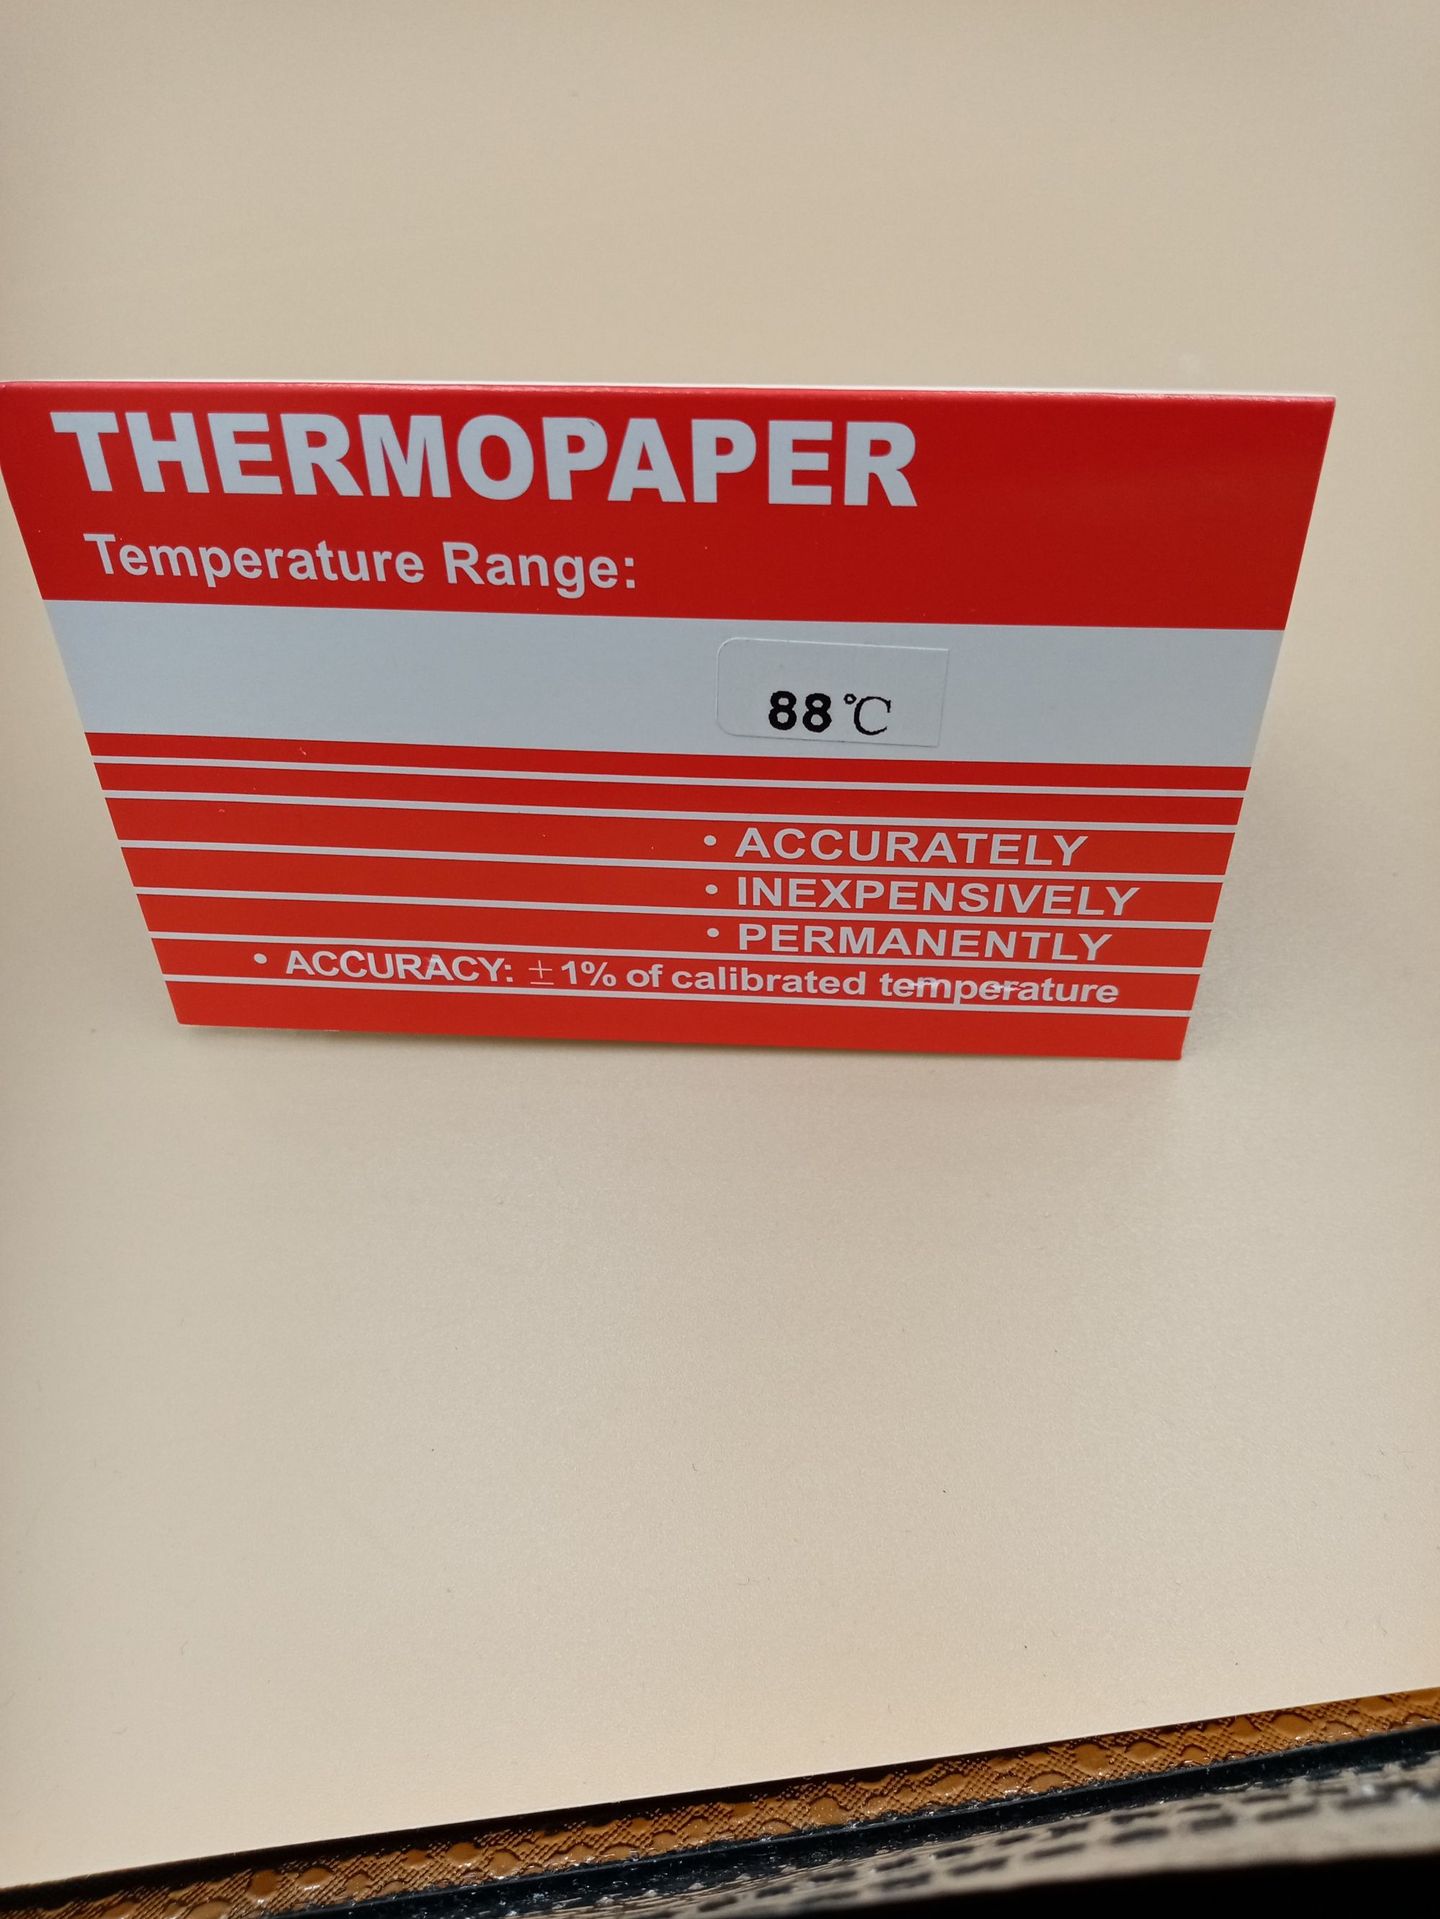 THERMOPAPER
Temperature Range:
88℃
• ACCURATELY
• INEXPENSIVELY
• PERMANENTLY
• ACCURACY: ±1% of calibrated temperature